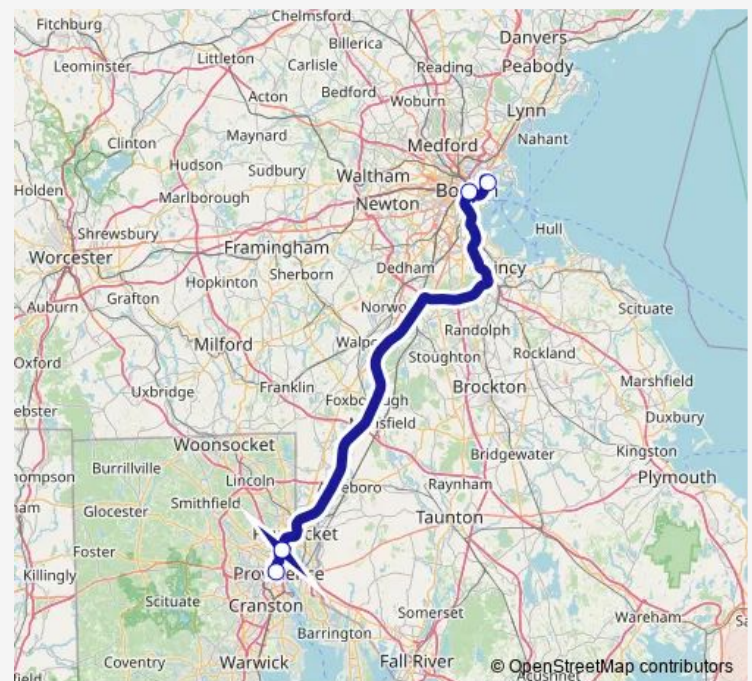 Fitchburg
Chelmsford
Danvers
Billerica
Leominster
Littleton
Carlisle
Reading
Peabody
Acton
Bedford
Woburn
Lynn
Clinton
Maynard
Medford
Nahant
Hudson
Sudbury
Waltham
Holden
Marlborough
Newton
Shrewsbury
Hull
Worcester
Framingham
Dedham
Sherborn
Hopkinton
Auburn
Grafton
Scituate
Randolph
Milford
Stoughton
Rockland
Oxford
Franklin
Brockton
Marshfield
Uxbridge
Duxbury
Woonsocket
Bridgewater
Kingston
Burrillville
Lincoln
Raynham
Plymouth
Smithfield
Glocester
Taunton
Foster
Killingly
Cranston
Scituate
Somerset
Wareham
Barrington
Coventry
Warwick
Fall River
© OpenStreetMap contributors